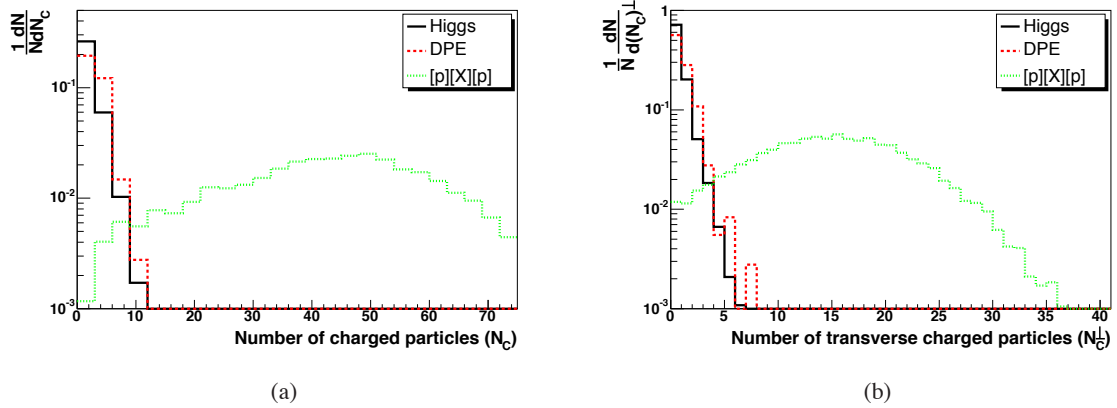 1/N dN/dN_C
10^-1
10^-2
10^-3
Higgs
DPE
[p][X][p]
0 10 20 30 40 50 60 70
Number of charged particles (N_C)
(a)
1/N dN/d(N_C)^⊥
1
10^-1
10^-2
10^-3
Higgs
DPE
[p][X][p]
0 5 10 15 20 25 30 35 40
Number of transverse charged particles (N_C^⊥)
(b)